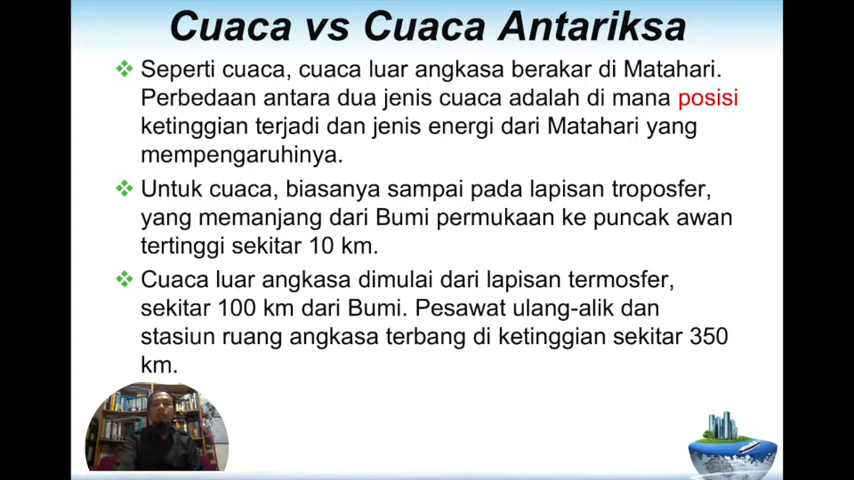 Cuaca vs Cuaca Antariksa
Seperti cuaca, cuaca luar angkasa berakar di Matahari.
Perbedaan antara dua jenis cuaca adalah di mana posisi
ketinggian terjadi dan jenis energi dari Matahari yang
mempengaruhinya.
Untuk cuaca, biasanya sampai pada lapisan troposfer,
yang memanjang dari Bumi permukaan ke puncak awan
tertinggi sekitar 10 km.
Cuaca luar angkasa dimulai dari lapisan termosfer,
sekitar 100 km dari Bumi. Pesawat ulang-alik dan
stasiun ruang angkasa terbang di ketinggian sekitar 350
km.